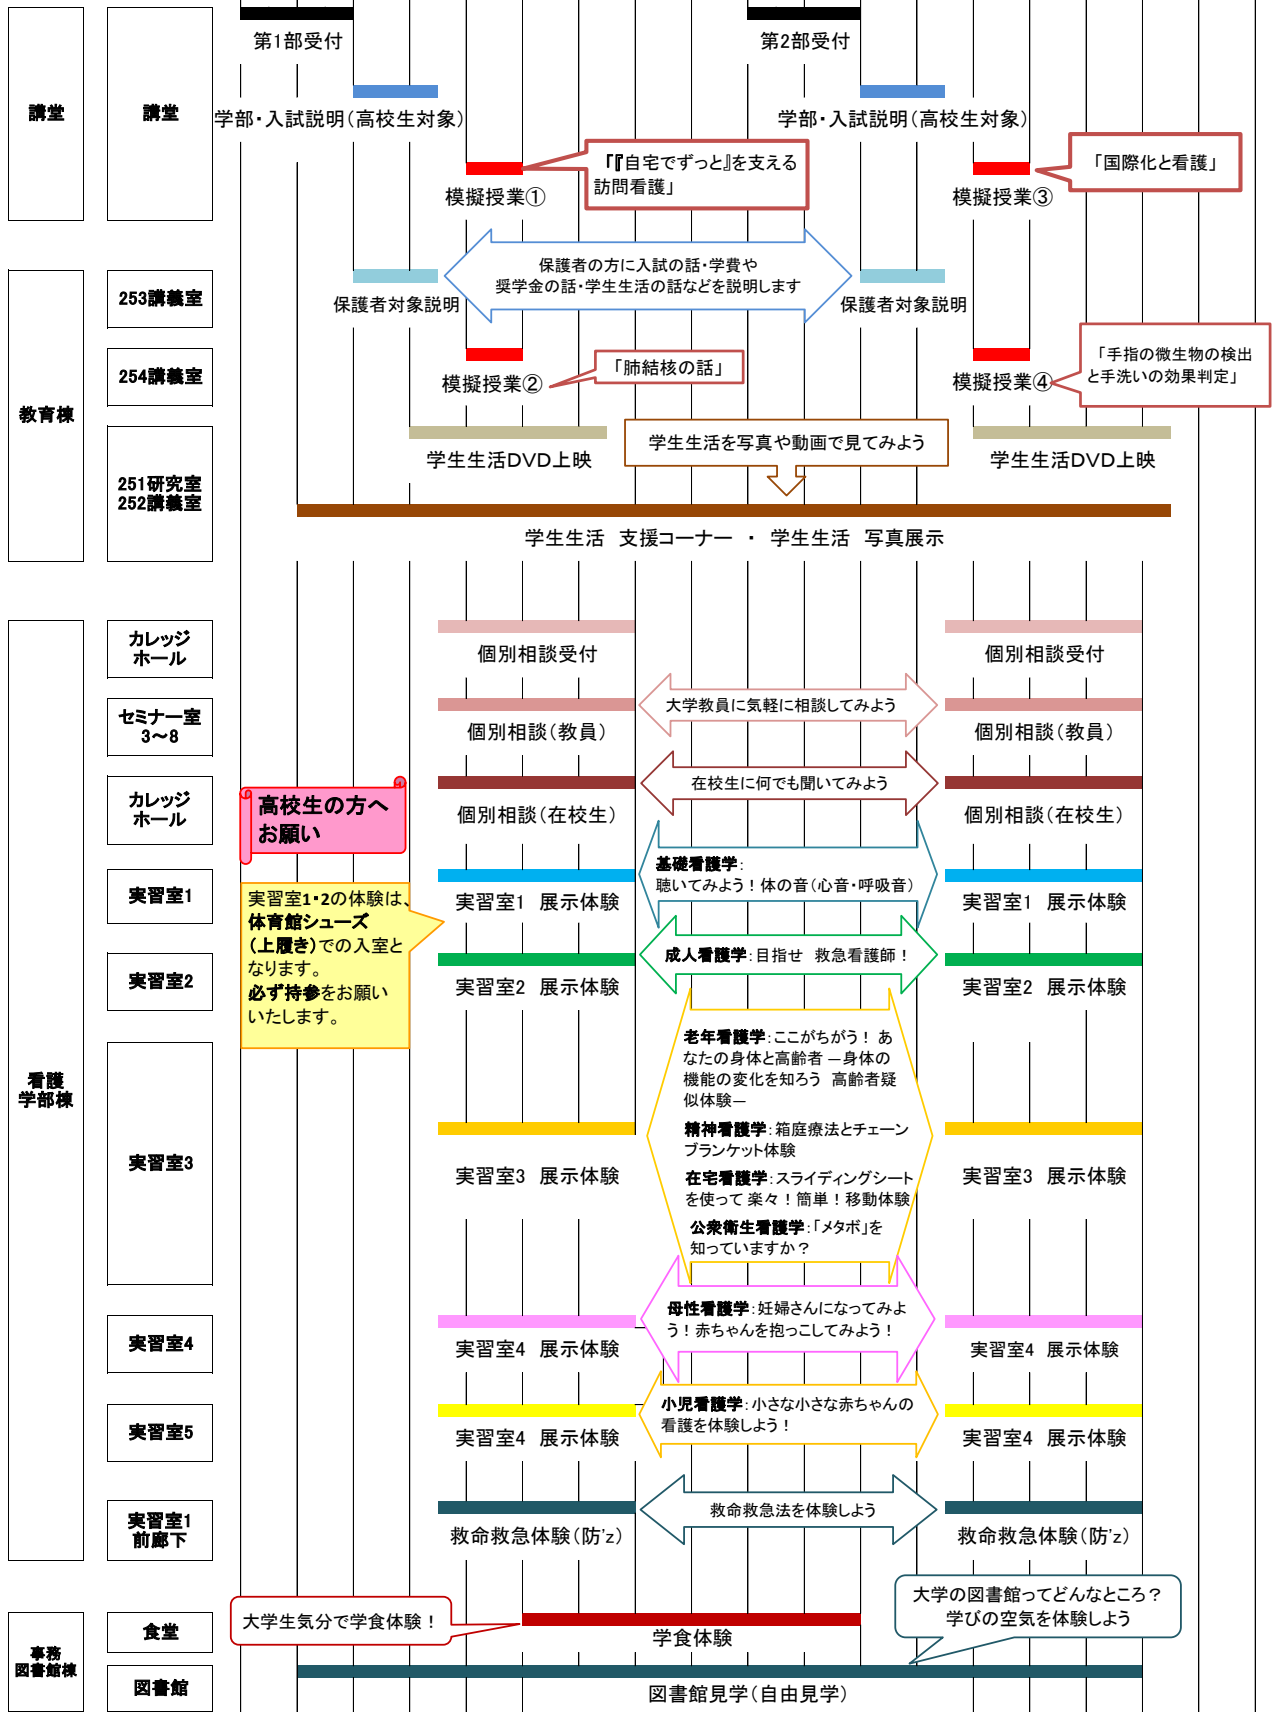 第1部受付
第2部受付
講堂
講堂
学部・入試説明（高校生対象）
学部・入試説明（高校生対象）
「『自宅でずっと』を支える
訪問看護」
「国際化と看護」
模擬授業①
模擬授業③
保護者の方に入試の話・学費や
奨学金の話・学生生活の話などを説明します
教育棟
253講義室
保護者対象説明
保護者対象説明
254講義室
模擬授業②
「肺結核の話」
模擬授業④
「手指の微生物の検出
と手洗いの効果判定」
学生生活を写真や動画で見てみよう
251研究室
252講義室
学生生活DVD上映
学生生活DVD上映
学生生活　支援コーナー　・　学生生活　写真展示
看護
学部棟
カレッジ
ホール
個別相談受付
個別相談受付
セミナー室
3～8
個別相談（教員）
大学教員に気軽に相談してみよう
個別相談（教員）
カレッジ
ホール
個別相談（在校生）
在校生に何でも聞いてみよう
個別相談（在校生）
高校生の方へ
お願い
実習室1・2の体験は、
体育館シューズ
（上履き）での入室と
なります。
必ず持参をお願い
いたします。
実習室1
実習室1　展示体験
基礎看護学：
聴いてみよう！体の音（心音・呼吸音）
実習室1　展示体験
実習室2
実習室2　展示体験
成人看護学：目指せ　救急看護師！
実習室2　展示体験
実習室3
実習室3　展示体験
老年看護学：ここがちがう！ あ
なたの身体と高齢者 ―身体の
機能の変化を知ろう　高齢者疑
似体験―
精神看護学：箱庭療法とチェーン
ブランケット体験
在宅看護学：スライディングシート
を使って 楽々！簡単！移動体験
公衆衛生看護学：「メタボ」を
知っていますか？
実習室3　展示体験
実習室4
実習室4　展示体験
母性看護学：妊婦さんになってみよ
う！赤ちゃんを抱っこしてみよう！
実習室4　展示体験
実習室5
実習室4　展示体験
小児看護学：小さな小さな赤ちゃんの
看護を体験しよう！
実習室4　展示体験
実習室1
前廊下
救命救急体験（防’z）
救命救急法を体験しよう
救命救急体験（防’z）
事務
図書館棟
食堂
大学生気分で学食体験！
学食体験
大学の図書館ってどんなところ？
学びの空気を体験しよう
図書館
図書館見学（自由見学）